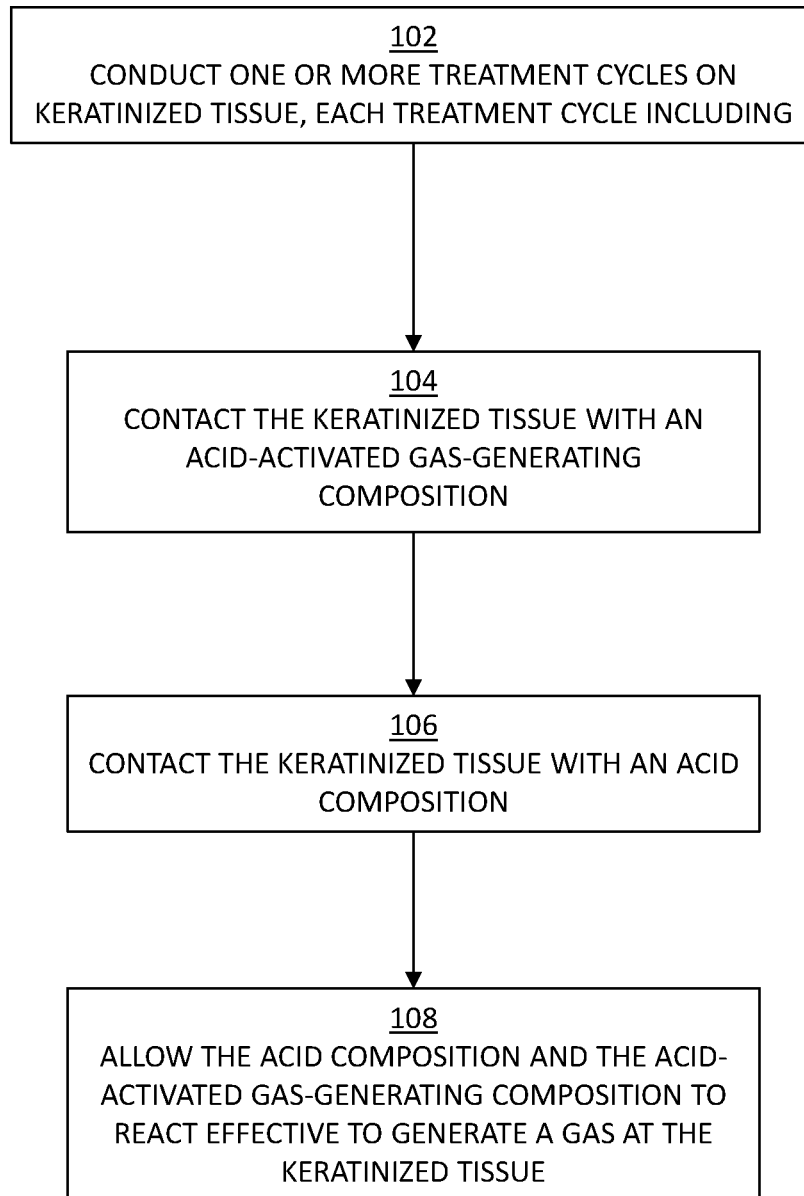 102
CONDUCT ONE OR MORE TREATMENT CYCLES ON
KERATINIZED TISSUE, EACH TREATMENT CYCLE INCLUDING
104
CONTACT THE KERATINIZED TISSUE WITH AN
ACID-ACTIVATED GAS-GENERATING
COMPOSITION
106
CONTACT THE KERATINIZED TISSUE WITH AN ACID
COMPOSITION
108
ALLOW THE ACID COMPOSITION AND THE ACID-
ACTIVATED GAS-GENERATING COMPOSITION TO
REACT EFFECTIVE TO GENERATE A GAS AT THE
KERATINIZED TISSUE